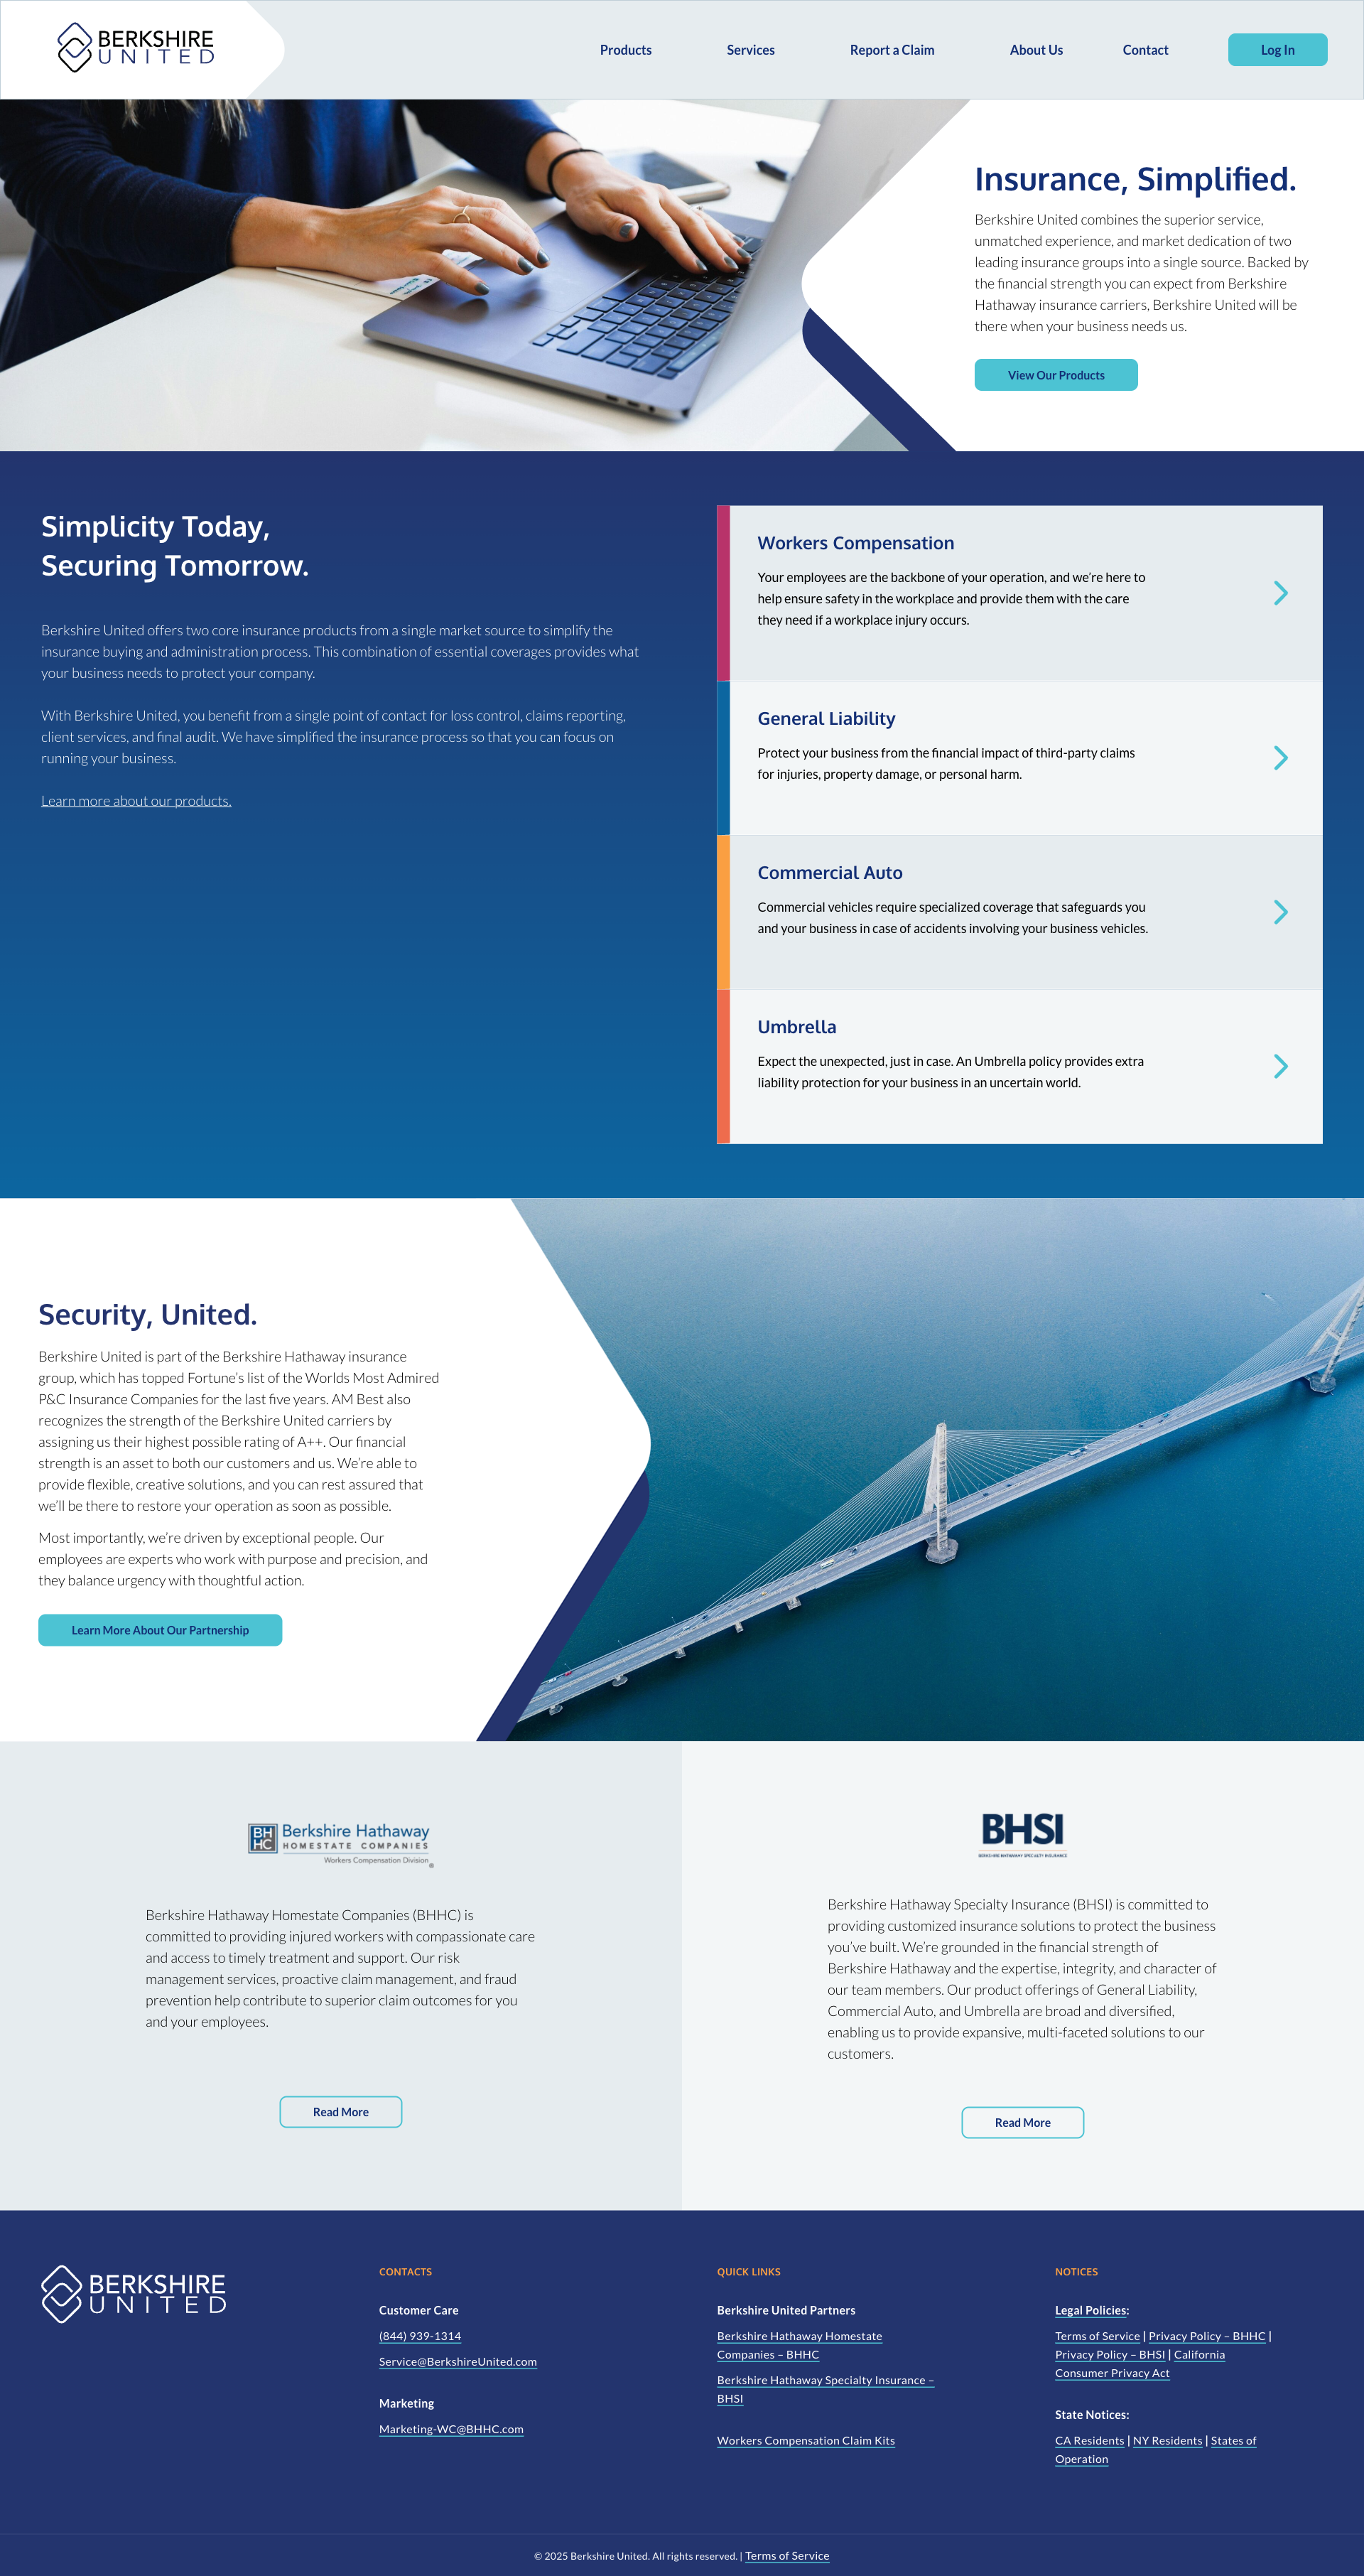 BERKSHIRE
UNITED
Products
Services
Report a Claim
About Us
Contact
Log In
Insurance, Simplified.
Berkshire United combines the superior service,
unmatched experience, and market dedication of two
leading insurance groups into a single source. Backed by
the financial strength you can expect from Berkshire
Hathaway insurance carriers, Berkshire United will be
there when your business needs us.
View Our Products
Simplicity Today,
Securing Tomorrow.
Berkshire United offers two core insurance products from a single market source to simplify the
insurance buying and administration process. This combination of essential coverages provides what
your business needs to protect your company.
With Berkshire United, you benefit from a single point of contact for loss control, claims reporting,
client services, and final audit. We have simplified the insurance process so that you can focus on
running your business.
Learn more about our products.
Workers Compensation
Your employees are the backbone of your operation, and we're here to
help ensure safety in the workplace and provide them with the care
they need if a workplace injury occurs.
General Liability
Protect your business from the financial impact of third-party claims
for injuries, property damage, or personal harm.
Commercial Auto
Commercial vehicles require specialized coverage that safeguards you
and your business in case of accidents involving your business vehicles.
Umbrella
Expect the unexpected, just in case. An Umbrella policy provides extra
liability protection for your business in an uncertain world.
Security, United.
Berkshire United is part of the Berkshire Hathaway insurance
group, which has topped Fortune's list of the Worlds Most Admired
P&C Insurance Companies for the last five years. AM Best also
recognizes the strength of the Berkshire United carriers by
assigning us their highest possible rating of A++. Our financial
strength is an asset to both our customers and us. We're able to
provide flexible, creative solutions, and you can rest assured that
we'll be there to restore your operation as soon as possible.
Most importantly, we're driven by exceptional people. Our
employees are experts who work with purpose and precision, and
they balance urgency with thoughtful action.
Learn More About Our Partnership
BH
HC
Berkshire Hathaway
HOMESTATE COMPANIES
Workers Compensation Division ®
Berkshire Hathaway Homestate Companies (BHHC) is
committed to providing injured workers with compassionate care
and access to timely treatment and support. Our risk
management services, proactive claim management, and fraud
prevention help contribute to superior claim outcomes for you
and your employees.
Read More
BHSI
BERKSHIRE HATHAWAY SPECIALTY INSURANCE
Berkshire Hathaway Specialty Insurance (BHSI) is committed to
providing customized insurance solutions to protect the business
you've built. We're grounded in the financial strength of
Berkshire Hathaway and the expertise, integrity, and character of
our team members. Our product offerings of General Liability,
Commercial Auto, and Umbrella are broad and diversified,
enabling us to provide expansive, multi-faceted solutions to our
customers.
Read More
BERKSHIRE
UNITED
CONTACTS
Customer Care
(844) 939-1314
Service@BerkshireUnited.com
Marketing
Marketing-WC@BHHC.com
QUICK LINKS
Berkshire United Partners
Berkshire Hathaway Homestate
Companies – BHHC
Berkshire Hathaway Specialty Insurance –
BHSI
Workers Compensation Claim Kits
NOTICES
Legal Policies:
Terms of Service | Privacy Policy – BHHC |
Privacy Policy – BHSI | California
Consumer Privacy Act
State Notices:
CA Residents | NY Residents | States of
Operation
© 2025 Berkshire United. All rights reserved. | Terms of Service